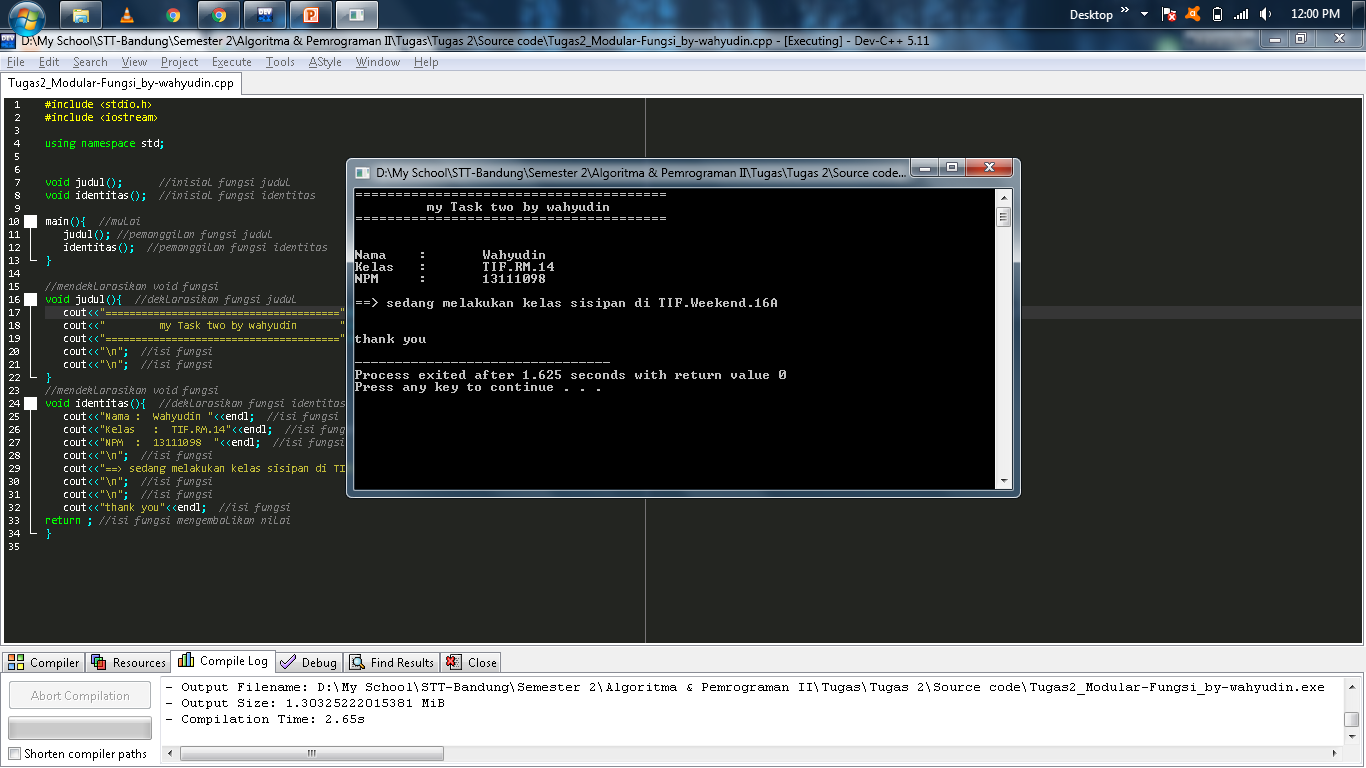 Desktop » 12:00 PM
D:\My School\STT-Bandung\Semester 2\Algoritma & Pemrograman II\Tugas\Tugas 2\Source code\Tugas2_Modular-Fungsi_by-wahyudin.cpp - [Executing] - Dev-C++ 5.11
File Edit Search View Project Execute Tools AStyle Window Help
Tugas2_Modular-Fungsi_by-wahyudin.cpp
1 #include <stdio.h>
2 #include <iostream>
3
4 using namespace std;
5
6
7 void judul(); //inisial fungsi judul
8 void identitas(); //inisial fungsi identitas
9
10 main(){ //mulai
11 judul(); //pemanggilan fungsi judul
12 identitas(); //pemanggilan fungsi identitas
13 }
14
15 //mendeklarasikan void fungsi
16 void judul(){ //deklarasikan fungsi judul
17 cout<<"======================================="
18 cout<<" my Task two by wahyudin "
19 cout<<"======================================="
20 cout<<"\n"; //isi fungsi
21 cout<<"\n"; //isi fungsi
22 }
23 //mendeklarasikan void fungsi
24 void identitas(){ //deklarasikan fungsi identitas
25 cout<<"Nama : Wahyudin "<<endl; //isi fungsi
26 cout<<"Kelas : TIF.RM.14"<<endl; //isi fungsi
27 cout<<"NPM : 13111098 "<<endl; //isi fungsi
28 cout<<"\n"; //isi fungsi
29 cout<<"==> sedang melakukan kelas sisipan di TI
30 cout<<"\n"; //isi fungsi
31 cout<<"\n"; //isi fungsi
32 cout<<"thank you"<<endl; //isi fungsi
33 return ; //isi fungsi mengembalikan nilai
34 }
35
D:\My School\STT-Bandung\Semester 2\Algoritma & Pemrograman II\Tugas\Tugas 2\Source code...
=======================================
my Task two by wahyudin
=======================================
Nama : Wahyudin
Kelas : TIF.RM.14
NPM : 13111098
==> sedang melakukan kelas sisipan di TIF.Weekend.16A
thank you
--------------------------------
Process exited after 1.625 seconds with return value 0
Press any key to continue . . .
Compiler Resources Compile Log Debug Find Results Close
Abort Compilation
Shorten compiler paths
- Output Filename: D:\My School\STT-Bandung\Semester 2\Algoritma & Pemrograman II\Tugas\Tugas 2\Source code\Tugas2_Modular-Fungsi_by-wahyudin.exe
- Output Size: 1.30325222015381 MiB
- Compilation Time: 2.65s